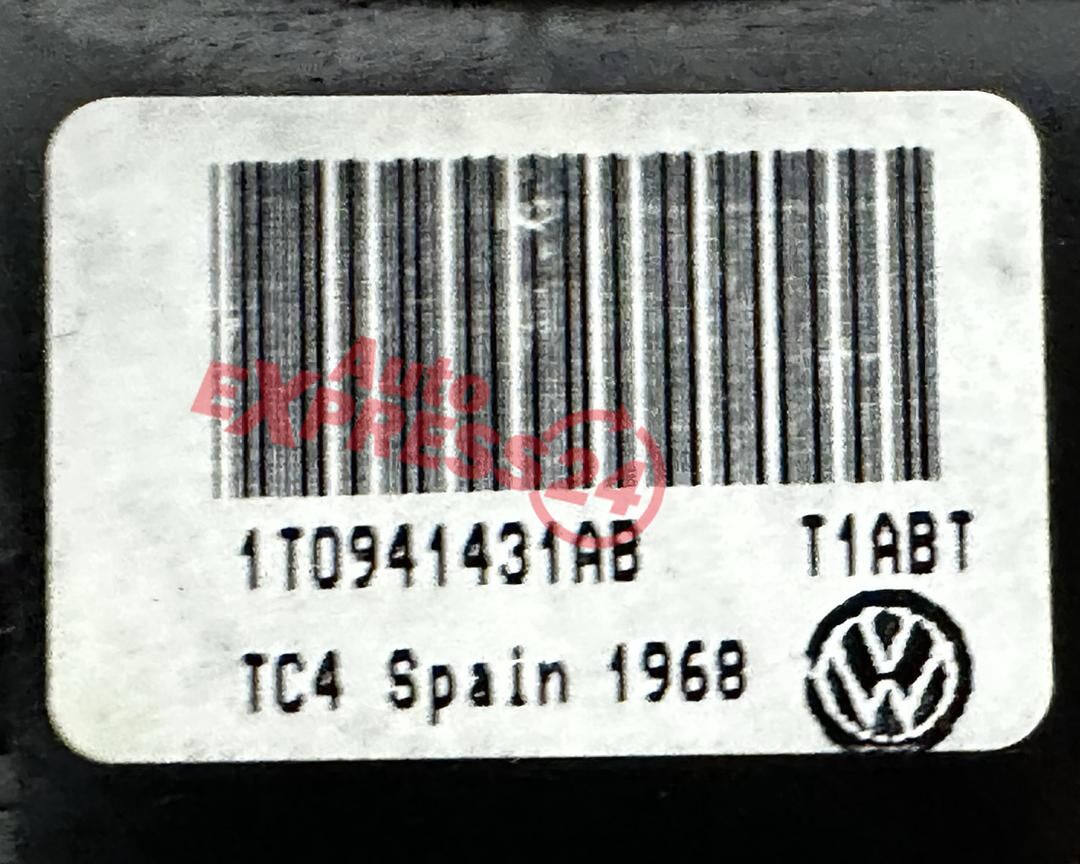 Auto
EXPRESS24
1T0941431AB T1ABT
TC4 Spain 1968